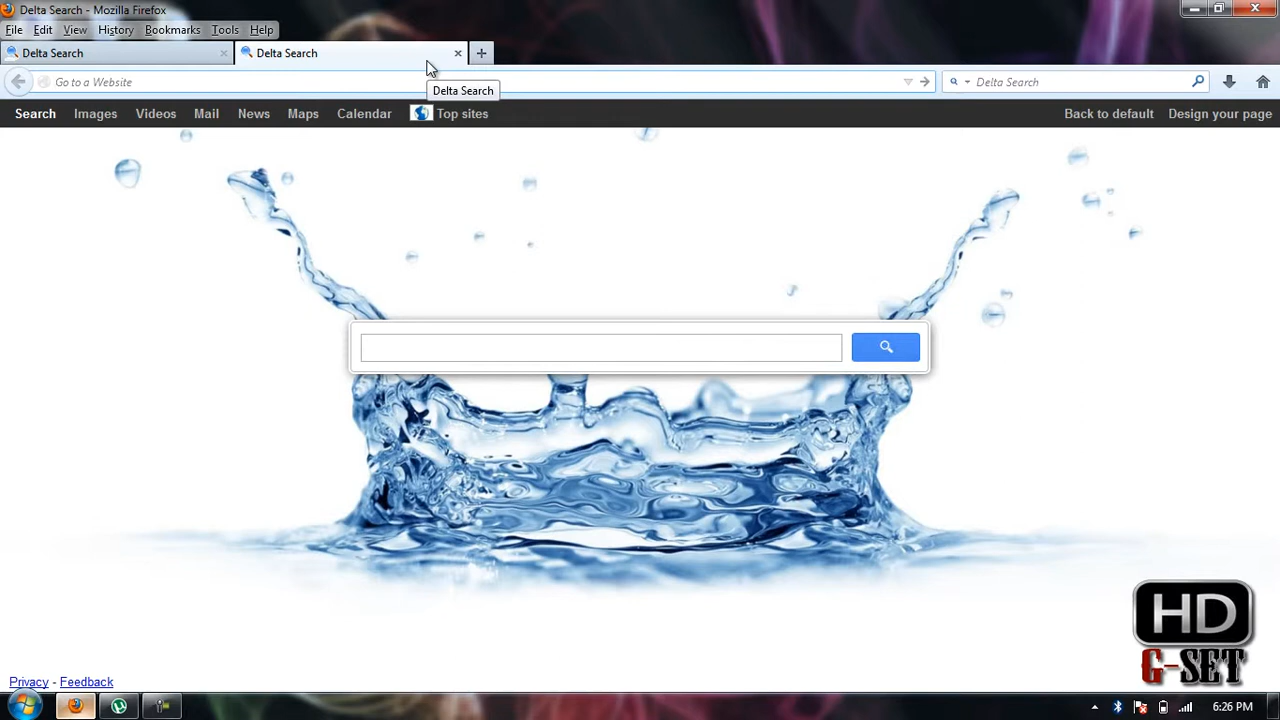 Delta Search - Mozilla Firefox
File Edit View History Bookmarks Tools Help
Delta Search Delta Search
Go to a Website Delta Search
Delta Search
Search Images Videos Mail News Maps Calendar Top sites Back to default Design your page
HD
G-SET
Privacy - Feedback
6:26 PM